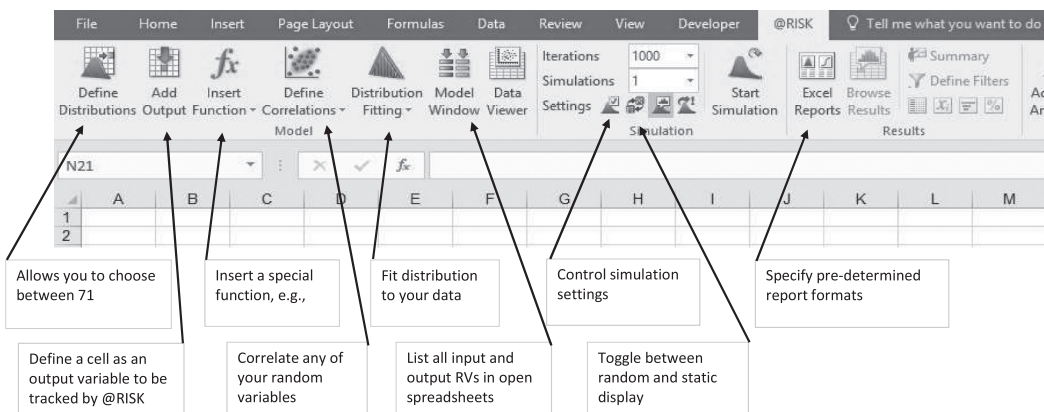 File Home Insert Page Layout Formulas Data Review View Developer @RISK Tell me what you want to do
Define Distributions
Add Output
fx
Insert Function
Define Correlations
Distribution Fitting
Model Window
Data Viewer
Model
Iterations 1000
Simulations 1
Settings
Start Simulation
Simulation
Excel Reports
Browse Results
Summary
Define Filters
Results
N21
fx
A B C D E F G H I J K L M
1
2
Allows you to choose
between 71
Insert a special
function, e.g.,
Fit distribution
to your data
Control simulation
settings
Specify pre-determined
report formats
Define a cell as an
output variable to be
tracked by @RISK
Correlate any of
your random
variables
List all input and
output RVs in open
spreadsheets
Toggle between
random and static
display